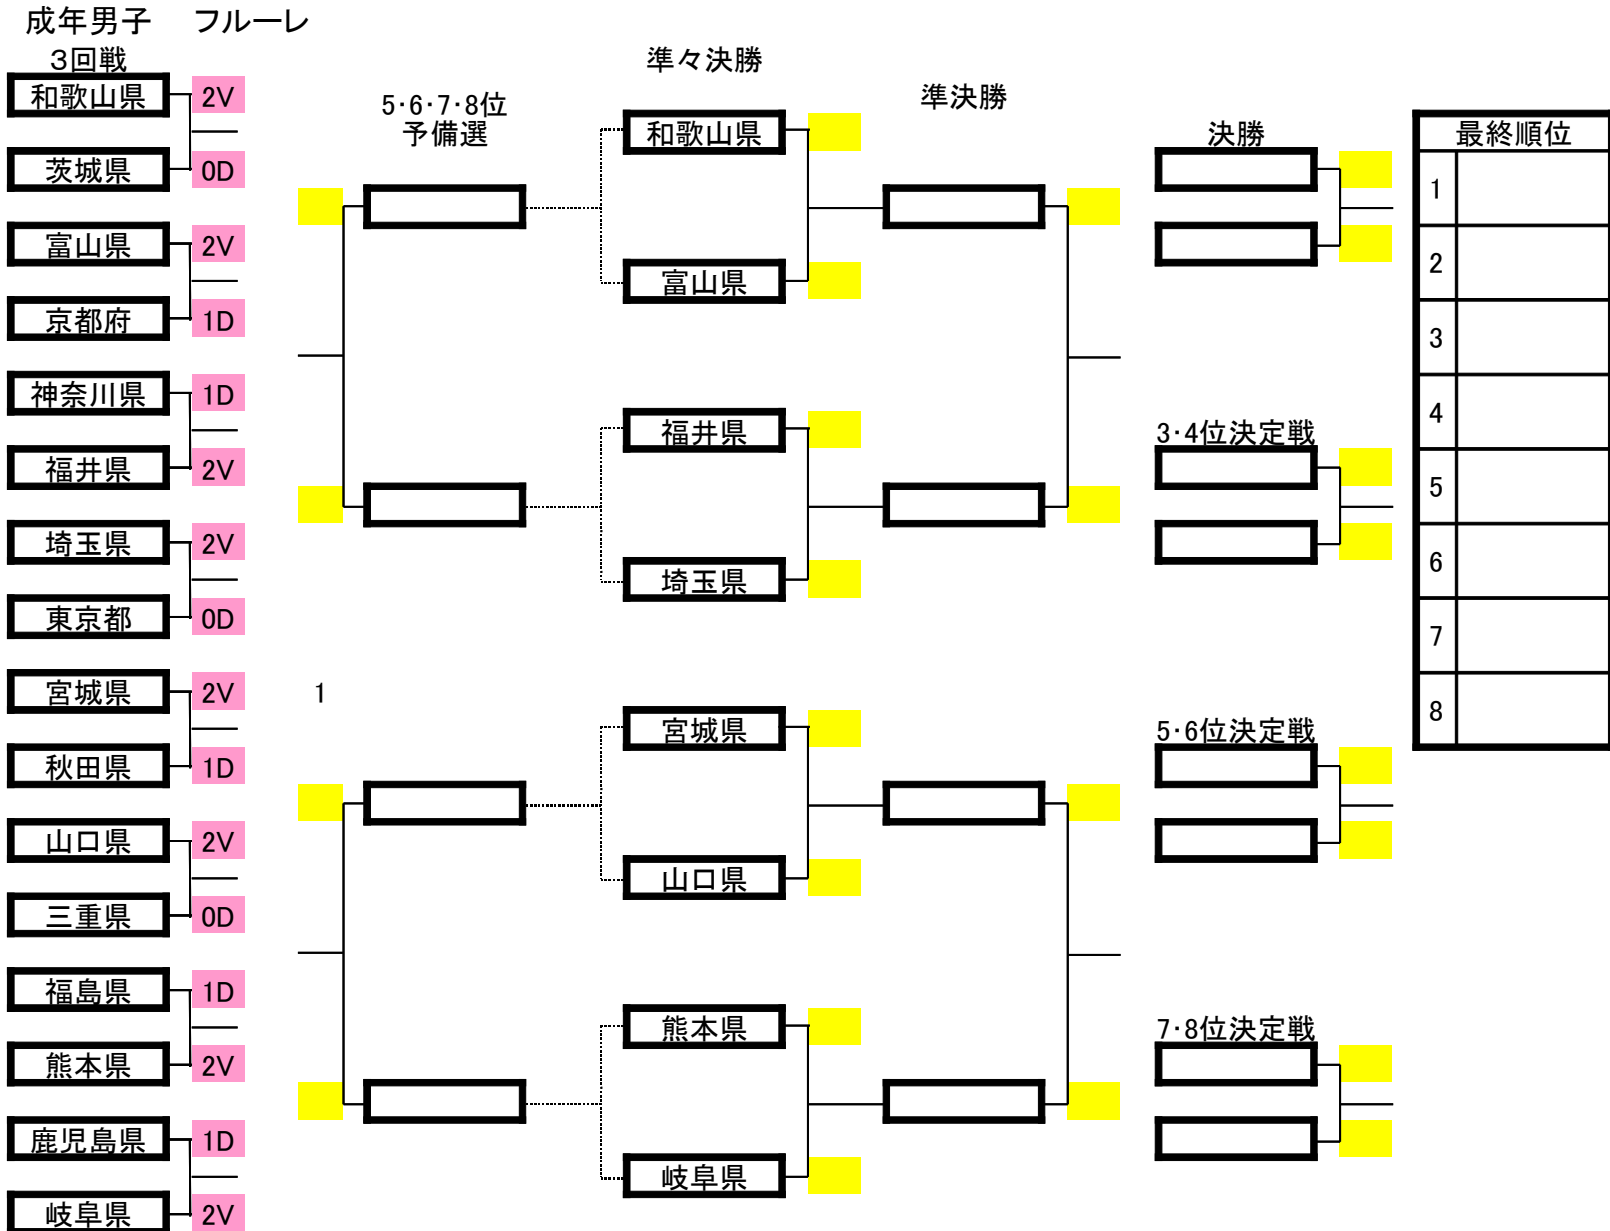 成年男子　フルーレ
３回戦
和歌山県 2V
茨城県 0D
富山県 2V
京都府 1D
神奈川県 1D
福井県 2V
埼玉県 2V
東京都 0D
宮城県 2V
秋田県 1D
山口県 2V
三重県 0D
福島県 1D
熊本県 2V
鹿児島県 1D
岐阜県 2V
5･6･7･8位
予備選
1
準々決勝
和歌山県
富山県
福井県
埼玉県
宮城県
山口県
熊本県
岐阜県
準決勝
決勝
3･4位決定戦
5･6位決定戦
7･8位決定戦
最終順位
1
2
3
4
5
6
7
8